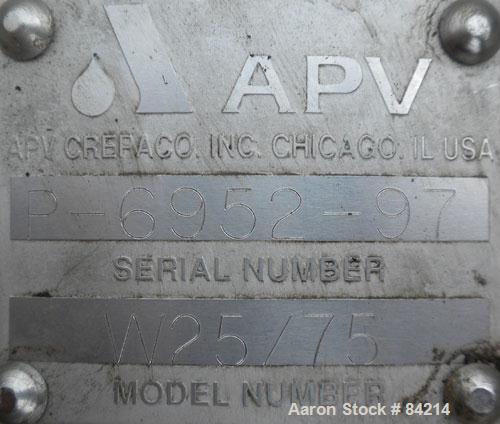 APV
APV CREPACO, INC. CHICAGO, IL USA
P-6952-97
SERIAL NUMBER
W25/75
MODEL NUMBER
Aaron Stock # 84214